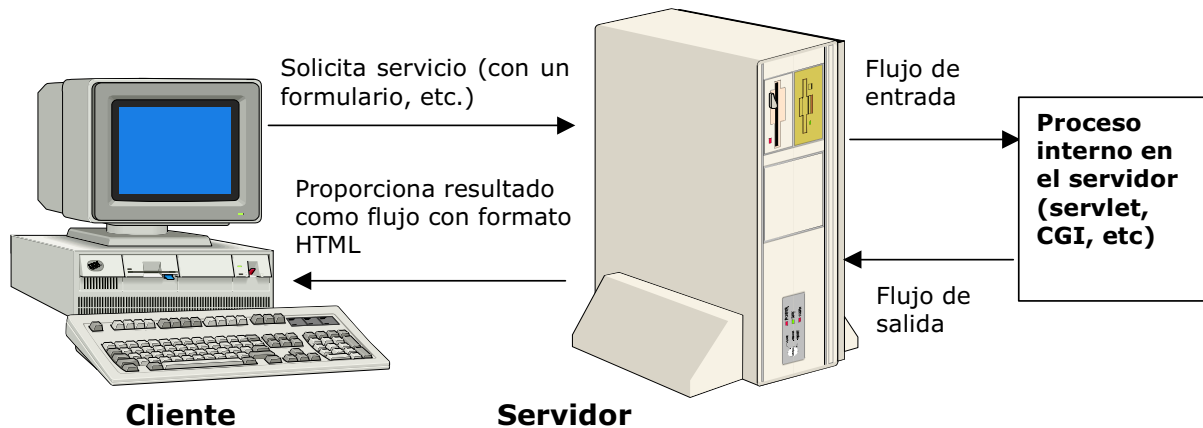 Solicita servicio (con un
formulario, etc.)
Proporciona resultado
como flujo con formato
HTML
Flujo de
entrada
Proceso
interno en
el servidor
(servlet,
CGI, etc)
Flujo de
salida
Cliente
Servidor